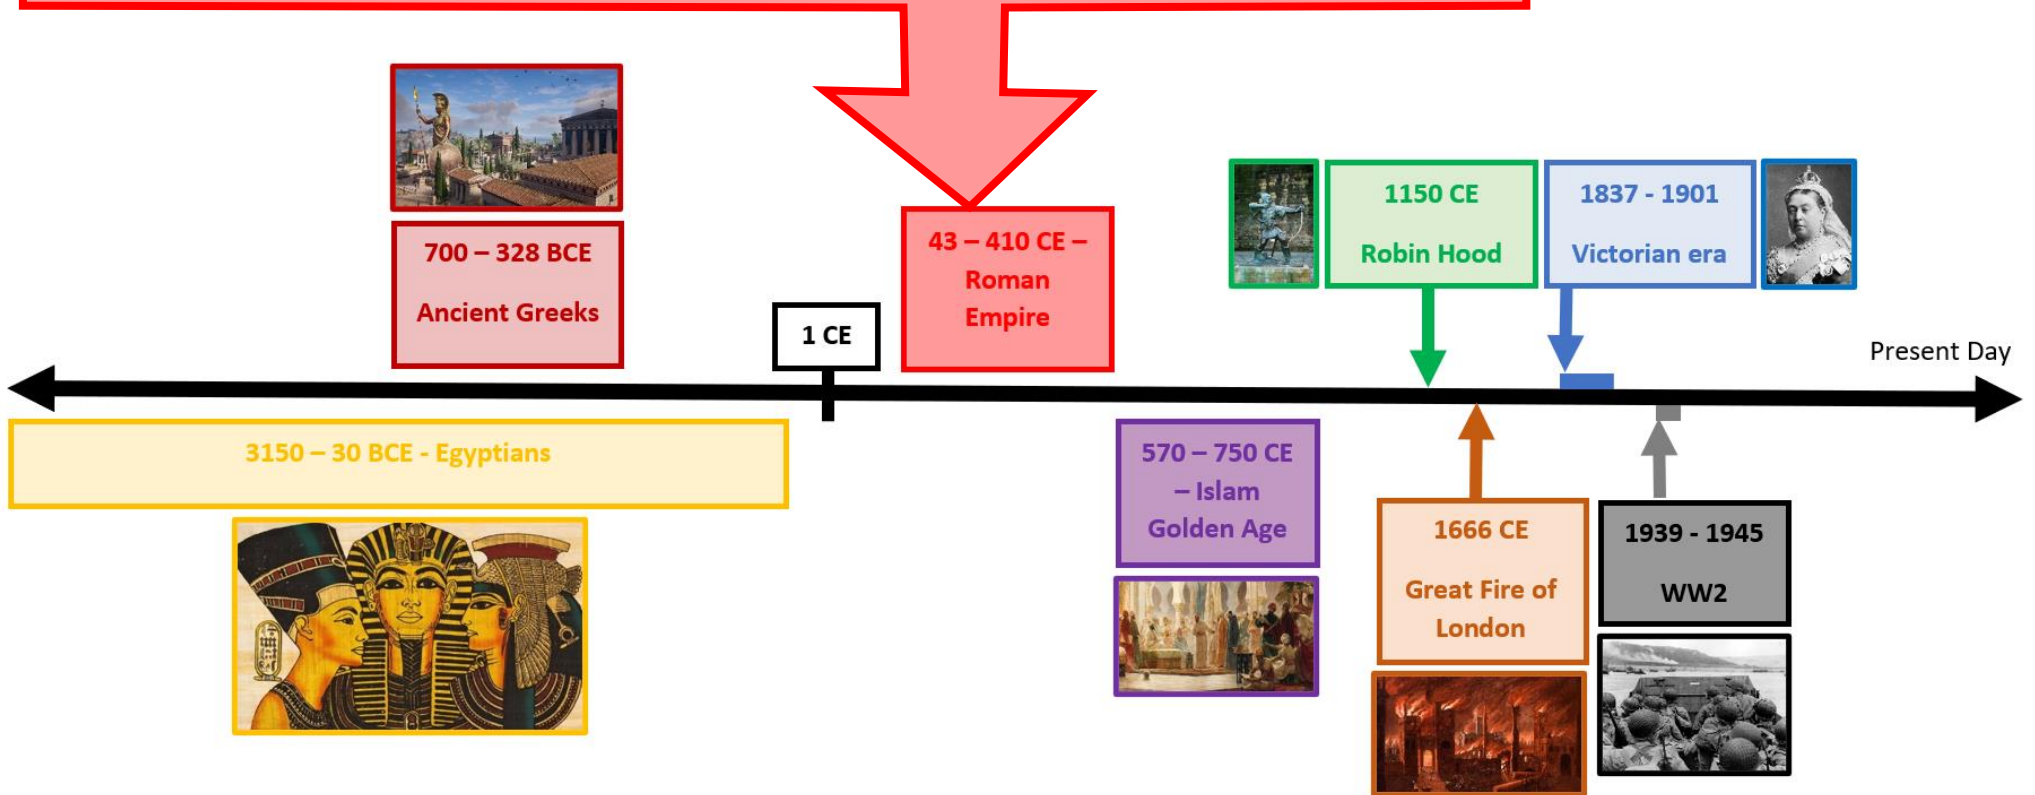 700 – 328 BCE
Ancient Greeks
1 CE
43 – 410 CE –
Roman
Empire
1150 CE
Robin Hood
1837 - 1901
Victorian era
Present Day
3150 – 30 BCE - Egyptians
570 – 750 CE
– Islam
Golden Age
1666 CE
Great Fire of
London
1939 - 1945
WW2